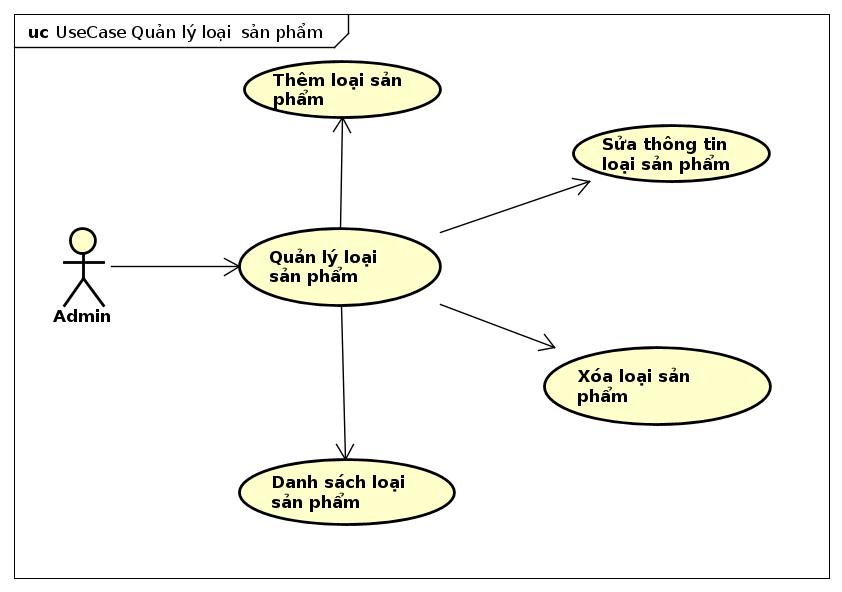 uc UseCase Quản lý loại sản phẩm
Thêm loại sản
phẩm
Sửa thông tin
loại sản phẩm
Quản lý loại
sản phẩm
Admin
Xóa loại sản
phẩm
Danh sách loại
sản phẩm